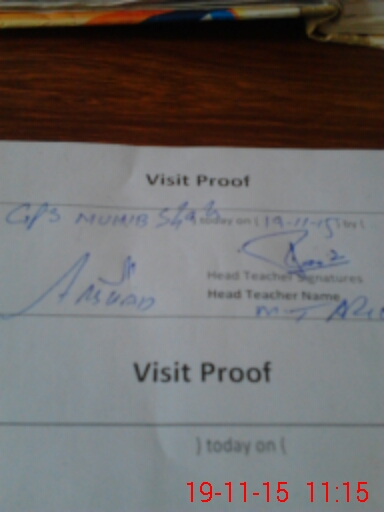 Visit Proof
GPS MUHIB Shah today on ( 19-11-15 ) by (
Head Teacher Signatures
Head Teacher Name
Visit Proof
) today on (
19-11-15 11:15